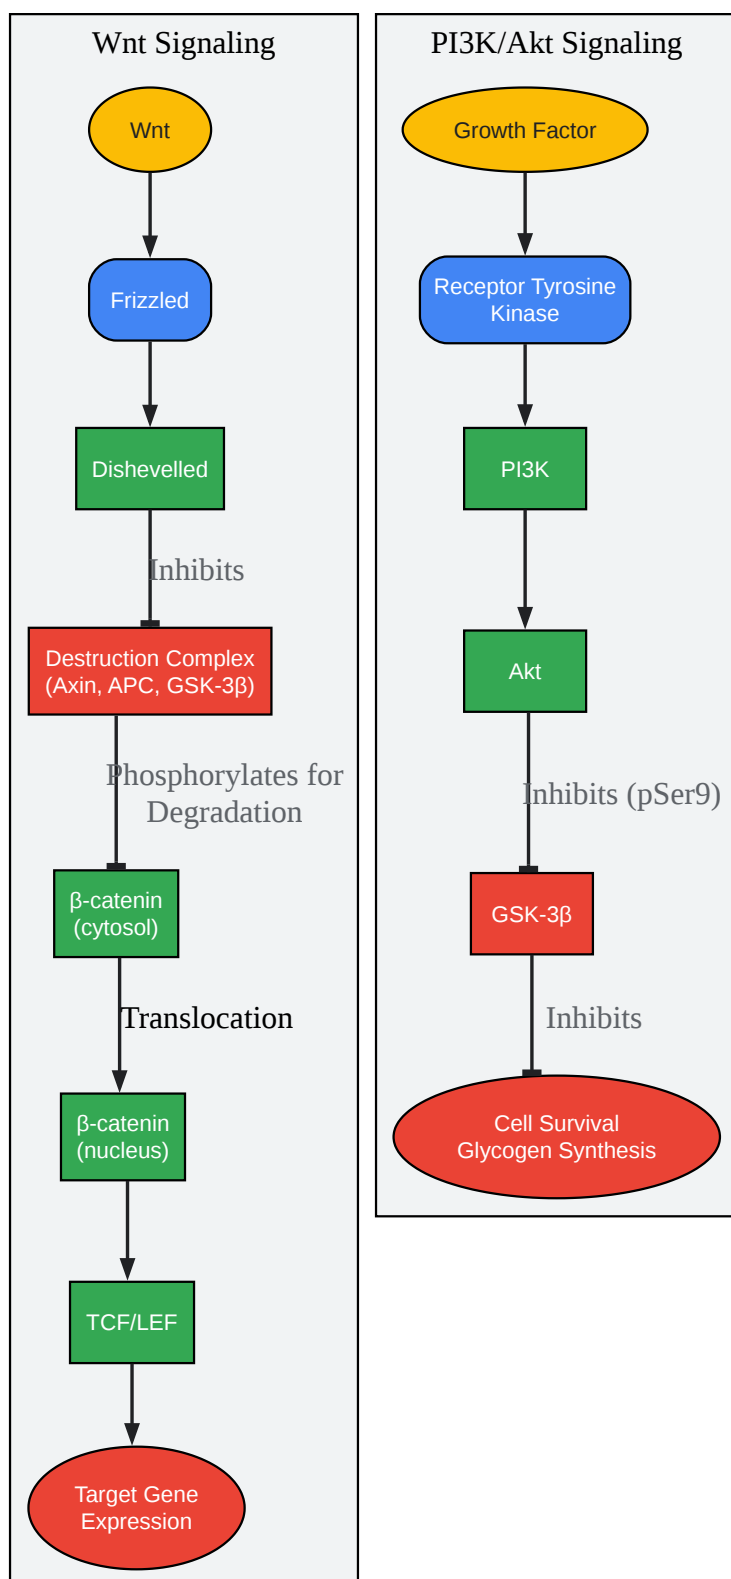 Wnt Signaling
Wnt
Frizzled
Dishevelled
Inhibits
Destruction Complex
(Axin, APC, GSK-3β)
Phosphorylates for
Degradation
β-catenin
(cytosol)
Translocation
β-catenin
(nucleus)
TCF/LEF
Target Gene
Expression
PI3K/Akt Signaling
Growth Factor
Receptor Tyrosine
Kinase
PI3K
Akt
Inhibits (pSer9)
GSK-3β
Inhibits
Cell Survival
Glycogen Synthesis